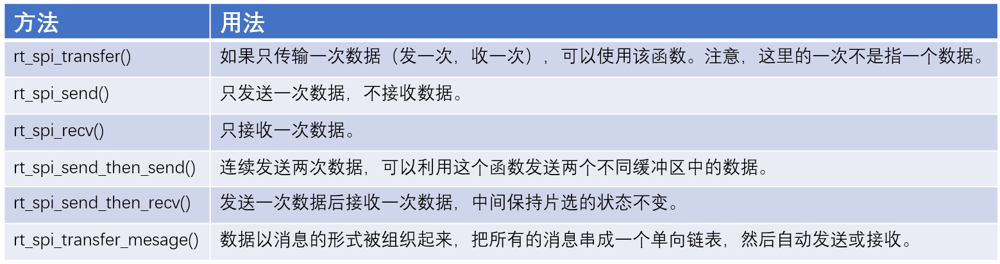 方法 用法
rt_spi_transfer() 如果只传输一次数据（发一次，收一次），可以使用该函数。注意，这里的一次不是指一个数据。
rt_spi_send() 只发送一次数据，不接收数据。
rt_spi_recv() 只接收一次数据。
rt_spi_send_then_send() 连续发送两次数据，可以利用这个函数发送两个不同缓冲区中的数据。
rt_spi_send_then_recv() 发送一次数据后接收一次数据，中间保持片选的状态不变。
rt_spi_transfer_mesage() 数据以消息的形式被组织起来，把所有的消息串成一个单向链表，然后自动发送或接收。